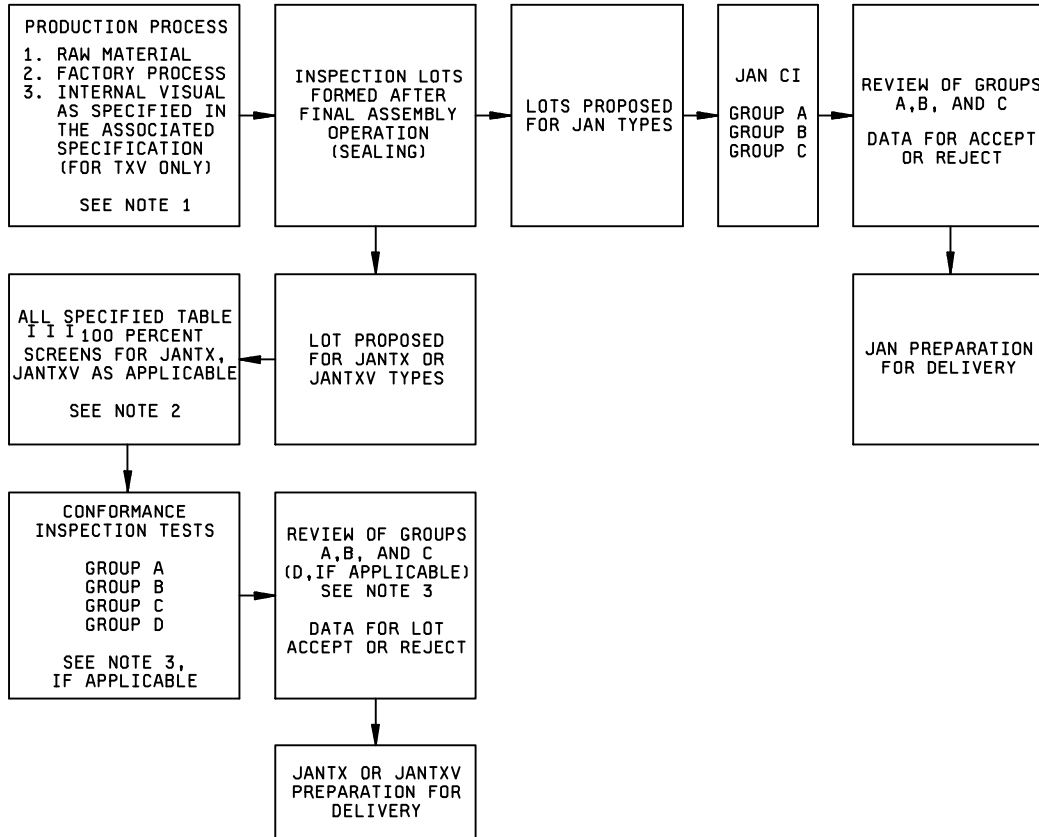 PRODUCTION PROCESS
1. RAW MATERIAL
2. FACTORY PROCESS
3. INTERNAL VISUAL
AS SPECIFIED IN
THE ASSOCIATED
SPECIFICATION
(FOR TXV ONLY)
SEE NOTE 1
INSPECTION LOTS
FORMED AFTER
FINAL ASSEMBLY
OPERATION
(SEALING)
LOTS PROPOSED
FOR JAN TYPES
JAN CI
GROUP A
GROUP B
GROUP C
REVIEW OF GROUPS
A,B, AND C
DATA FOR ACCEPT
OR REJECT
JAN PREPARATION
FOR DELIVERY
LOT PROPOSED
FOR JANTX OR
JANTXV TYPES
ALL SPECIFIED TABLE
I I I 100 PERCENT
SCREENS FOR JANTX,
JANTXV AS APPLICABLE
SEE NOTE 2
CONFORMANCE
INSPECTION TESTS
GROUP A
GROUP B
GROUP C
GROUP D
SEE NOTE 3,
IF APPLICABLE
REVIEW OF GROUPS
A,B, AND C
(D,IF APPLICABLE)
SEE NOTE 3
DATA FOR LOT
ACCEPT OR REJECT
JANTX OR JANTXV
PREPARATION FOR
DELIVERY